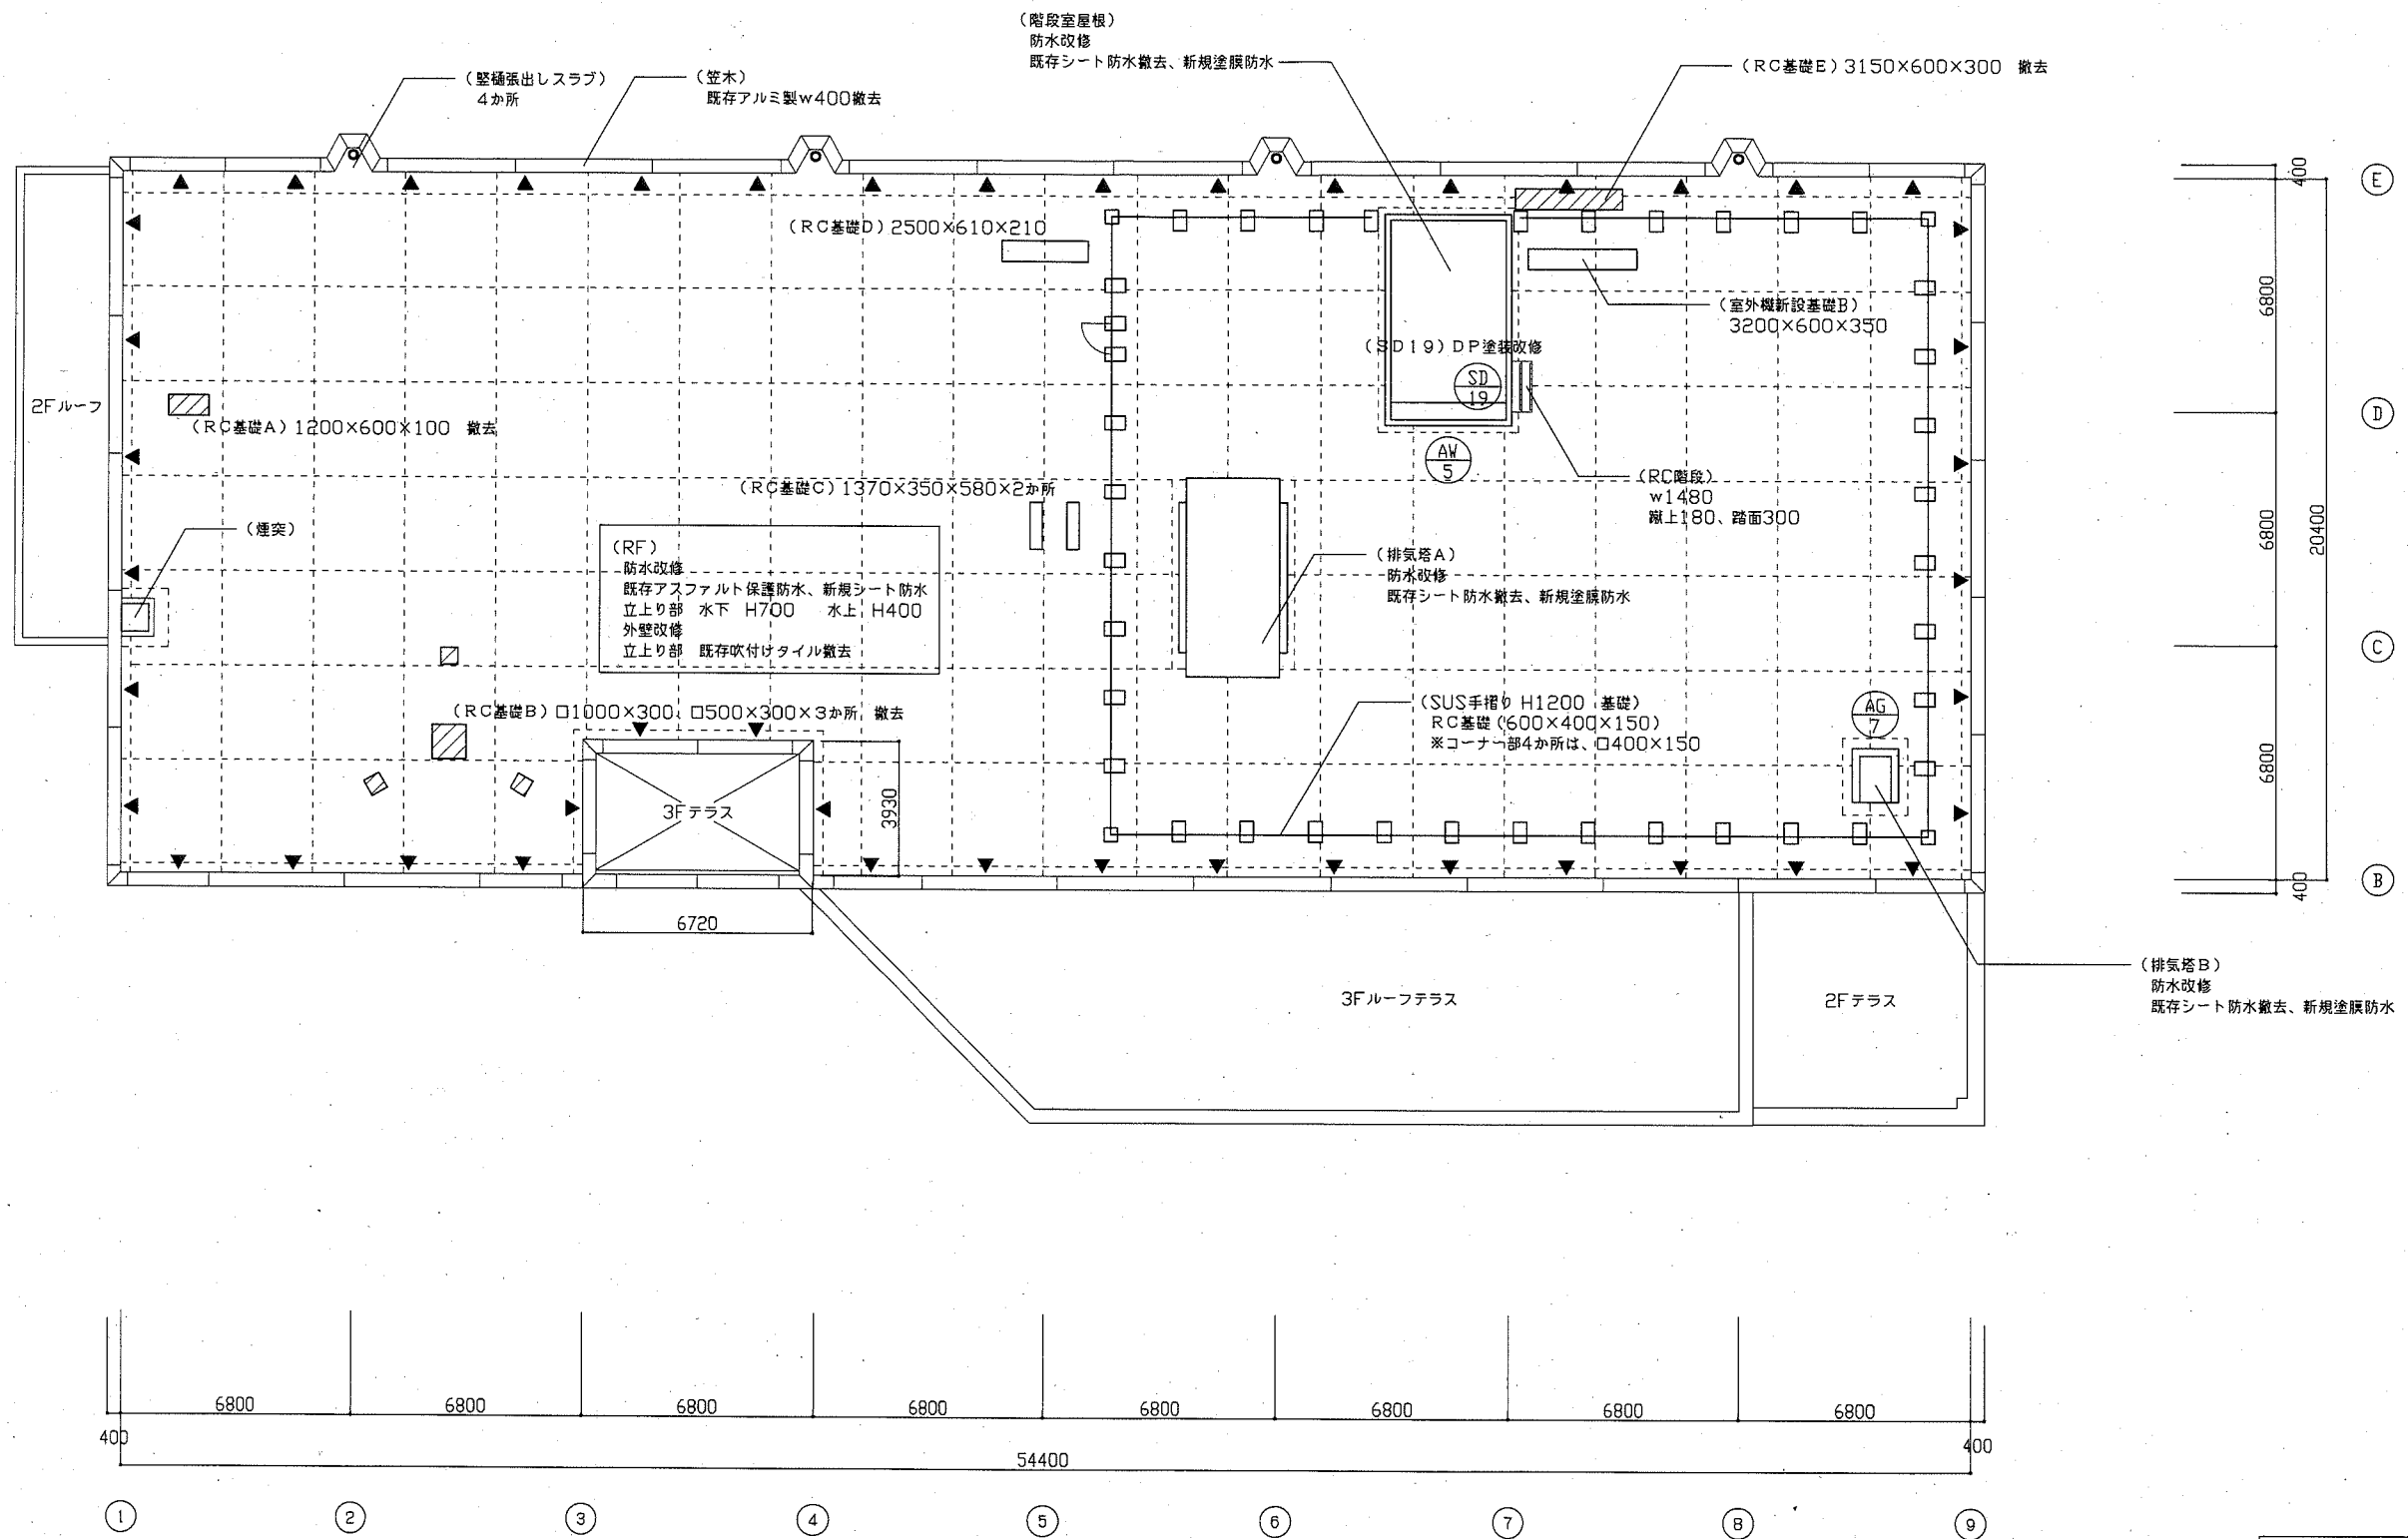 （階段室屋根）
防水改修
既存シート防水撤去、新規塗膜防水
（竪樋張出しスラブ）
4か所
（笠木）
既存アルミ製w400撤去
（RC基礎E）3150×600×300　撤去
（RC基礎D）2500×610×210
（室外機新設基礎B）
3200×600×350
（SD19）DP塗装改修
SD
19
AW
5
2Fルーフ
（RC基礎A）1200×600×100　撤去
（RC基礎C）1370×350×580×2か所
（RC階段）
w1480
蹴上180、踏面300
（煙突）
（RF）
防水改修
既存アスファルト保護防水、新規シート防水
立上り部　水下　H700　水上　H400
外壁改修
立上り部　既存吹付けタイル撤去
（排気塔A）
防水改修
既存シート防水撤去、新規塗膜防水
（RC基礎B）□1000×300、□500×300×3か所　撤去
（SUS手摺り H1200　基礎）
RC基礎（600×400×150）
※コーナー部4か所は、□400×150
AG
7
3Fテラス
3930
6720
3Fルーフテラス
2Fテラス
（排気塔B）
防水改修
既存シート防水撤去、新規塗膜防水
400
6800
6800
6800
400
20400
E
D
C
B
6800
6800
6800
6800
6800
6800
6800
6800
400
54400
400
1
2
3
4
5
6
7
8
9